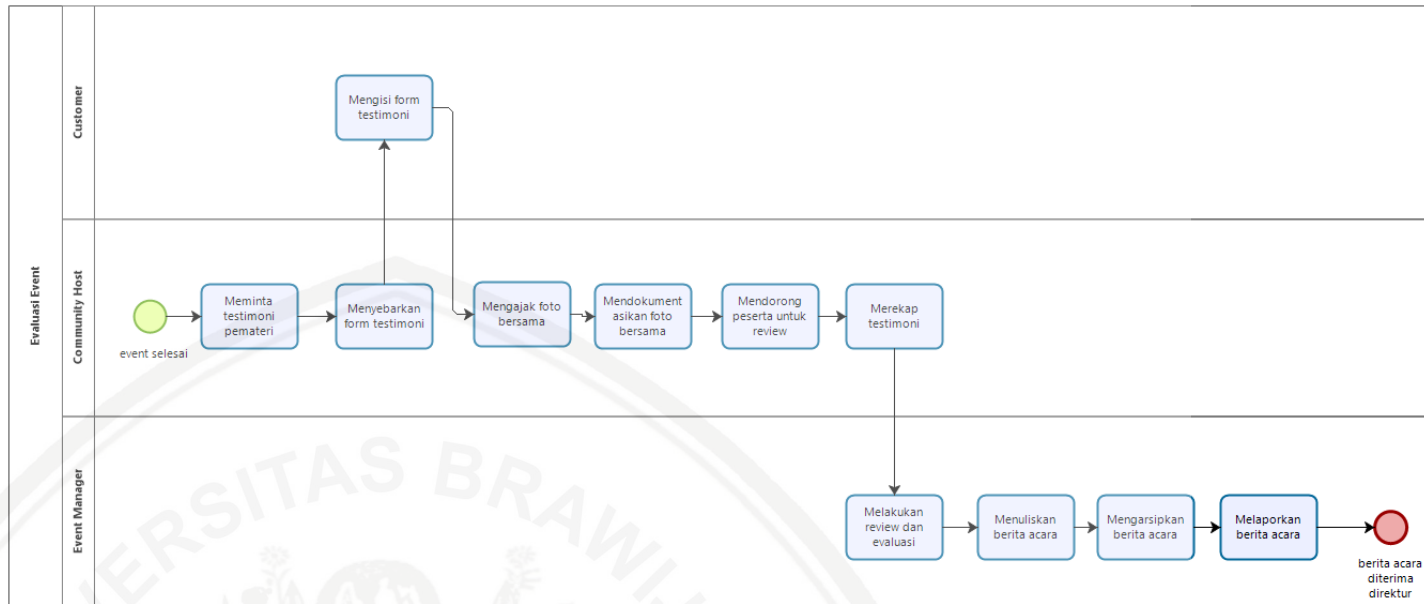 Evaluasi Event
Customer
Mengisi form
testimoni
Community Host
event selesai
Meminta
testimoni
pemateri
Menyebarkan
form testimoni
Mengajak foto
bersama
Mendokument
asikan foto
bersama
Mendorong
peserta untuk
review
Merekap
testimoni
Event Manager
Melakukan
review dan
evaluasi
Menuliskan
berita acara
Mengarsipkan
berita acara
Melaporkan
berita acara
berita acara
diterima
direktur
ERSITAS BRAWI